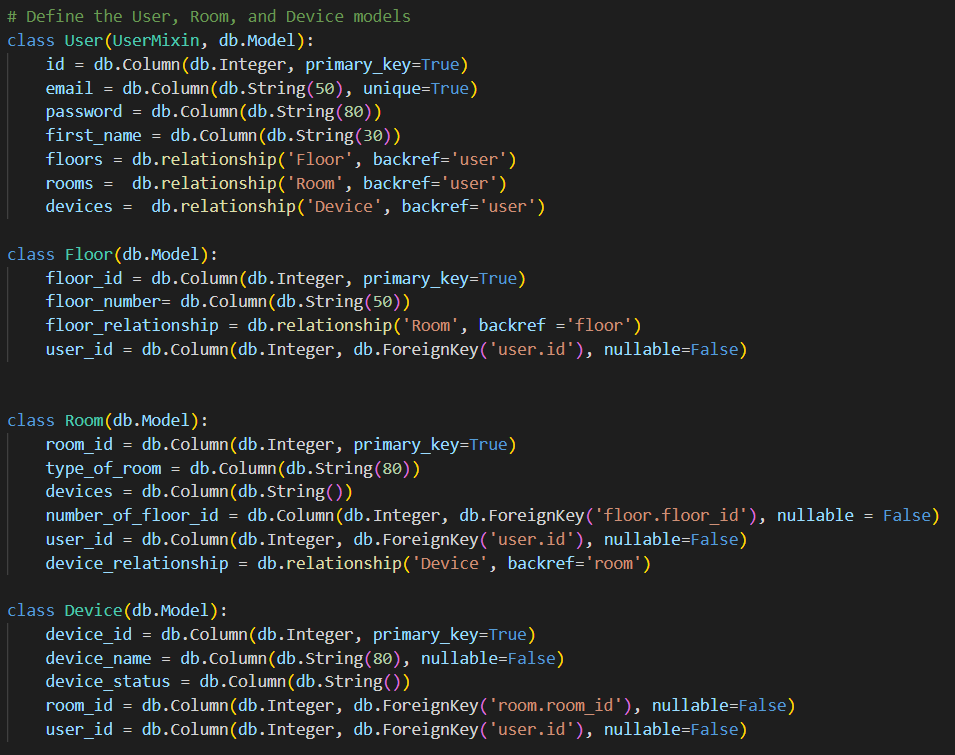 # Define the User, Room, and Device models
class User(UserMixin, db.Model):
    id = db.Column(db.Integer, primary_key=True)
    email = db.Column(db.String(50), unique=True)
    password = db.Column(db.String(80))
    first_name = db.Column(db.String(30))
    floors = db.relationship('Floor', backref='user')
    rooms =  db.relationship('Room', backref='user')
    devices =  db.relationship('Device', backref='user')

class Floor(db.Model):
    floor_id = db.Column(db.Integer, primary_key=True)
    floor_number= db.Column(db.String(50))
    floor_relationship = db.relationship('Room', backref ='floor')
    user_id = db.Column(db.Integer, db.ForeignKey('user.id'), nullable=False)


class Room(db.Model):
    room_id = db.Column(db.Integer, primary_key=True)
    type_of_room = db.Column(db.String(80))
    devices = db.Column(db.String())
    number_of_floor_id = db.Column(db.Integer, db.ForeignKey('floor.floor_id'), nullable = False)
    user_id = db.Column(db.Integer, db.ForeignKey('user.id'), nullable=False)
    device_relationship = db.relationship('Device', backref='room')

class Device(db.Model):
    device_id = db.Column(db.Integer, primary_key=True)
    device_name = db.Column(db.String(80), nullable=False)
    device_status = db.Column(db.String())
    room_id = db.Column(db.Integer, db.ForeignKey('room.room_id'), nullable=False)
    user_id = db.Column(db.Integer, db.ForeignKey('user.id'), nullable=False)